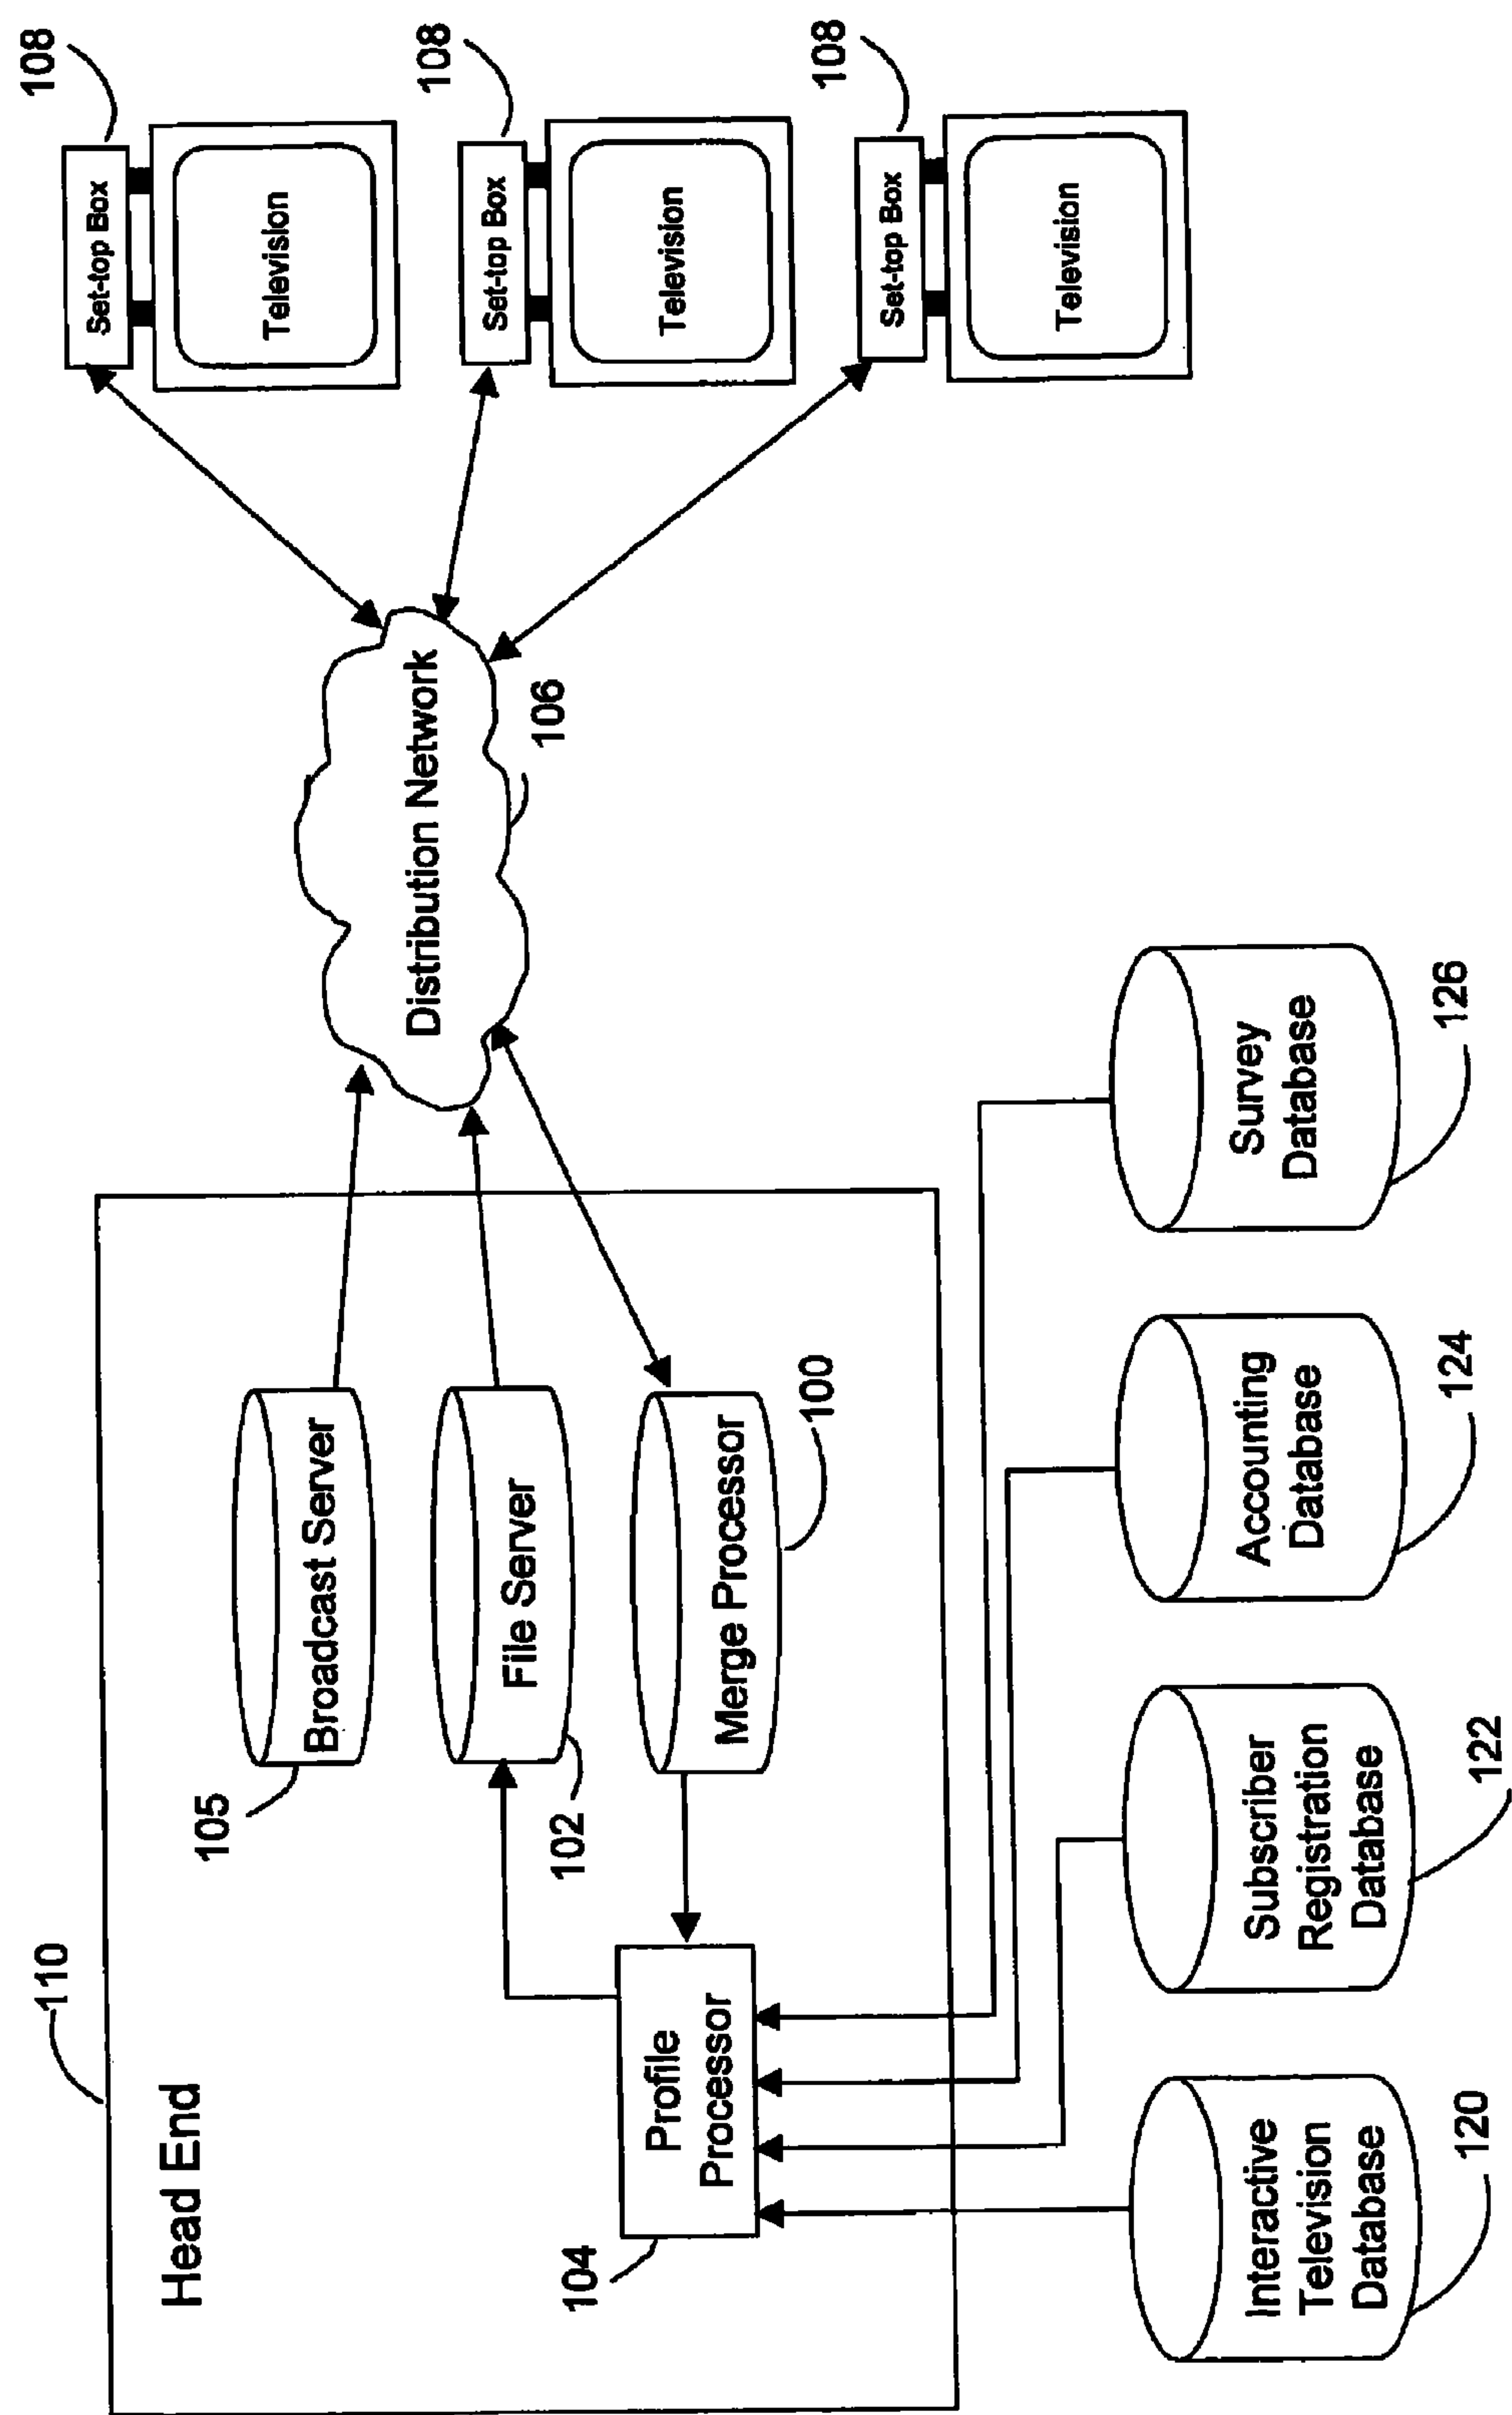 110
Head End
105
Broadcast Server
102
File Server
104
Profile
Processor
Merge Processor
100
Distribution Network
106
108
Set-top Box
Television
108
Set-top Box
Television
108
Set-top Box
Television
Interactive
Television
Database
120
Subscriber
Registration
Database
122
Accounting
Database
124
Survey
Database
126